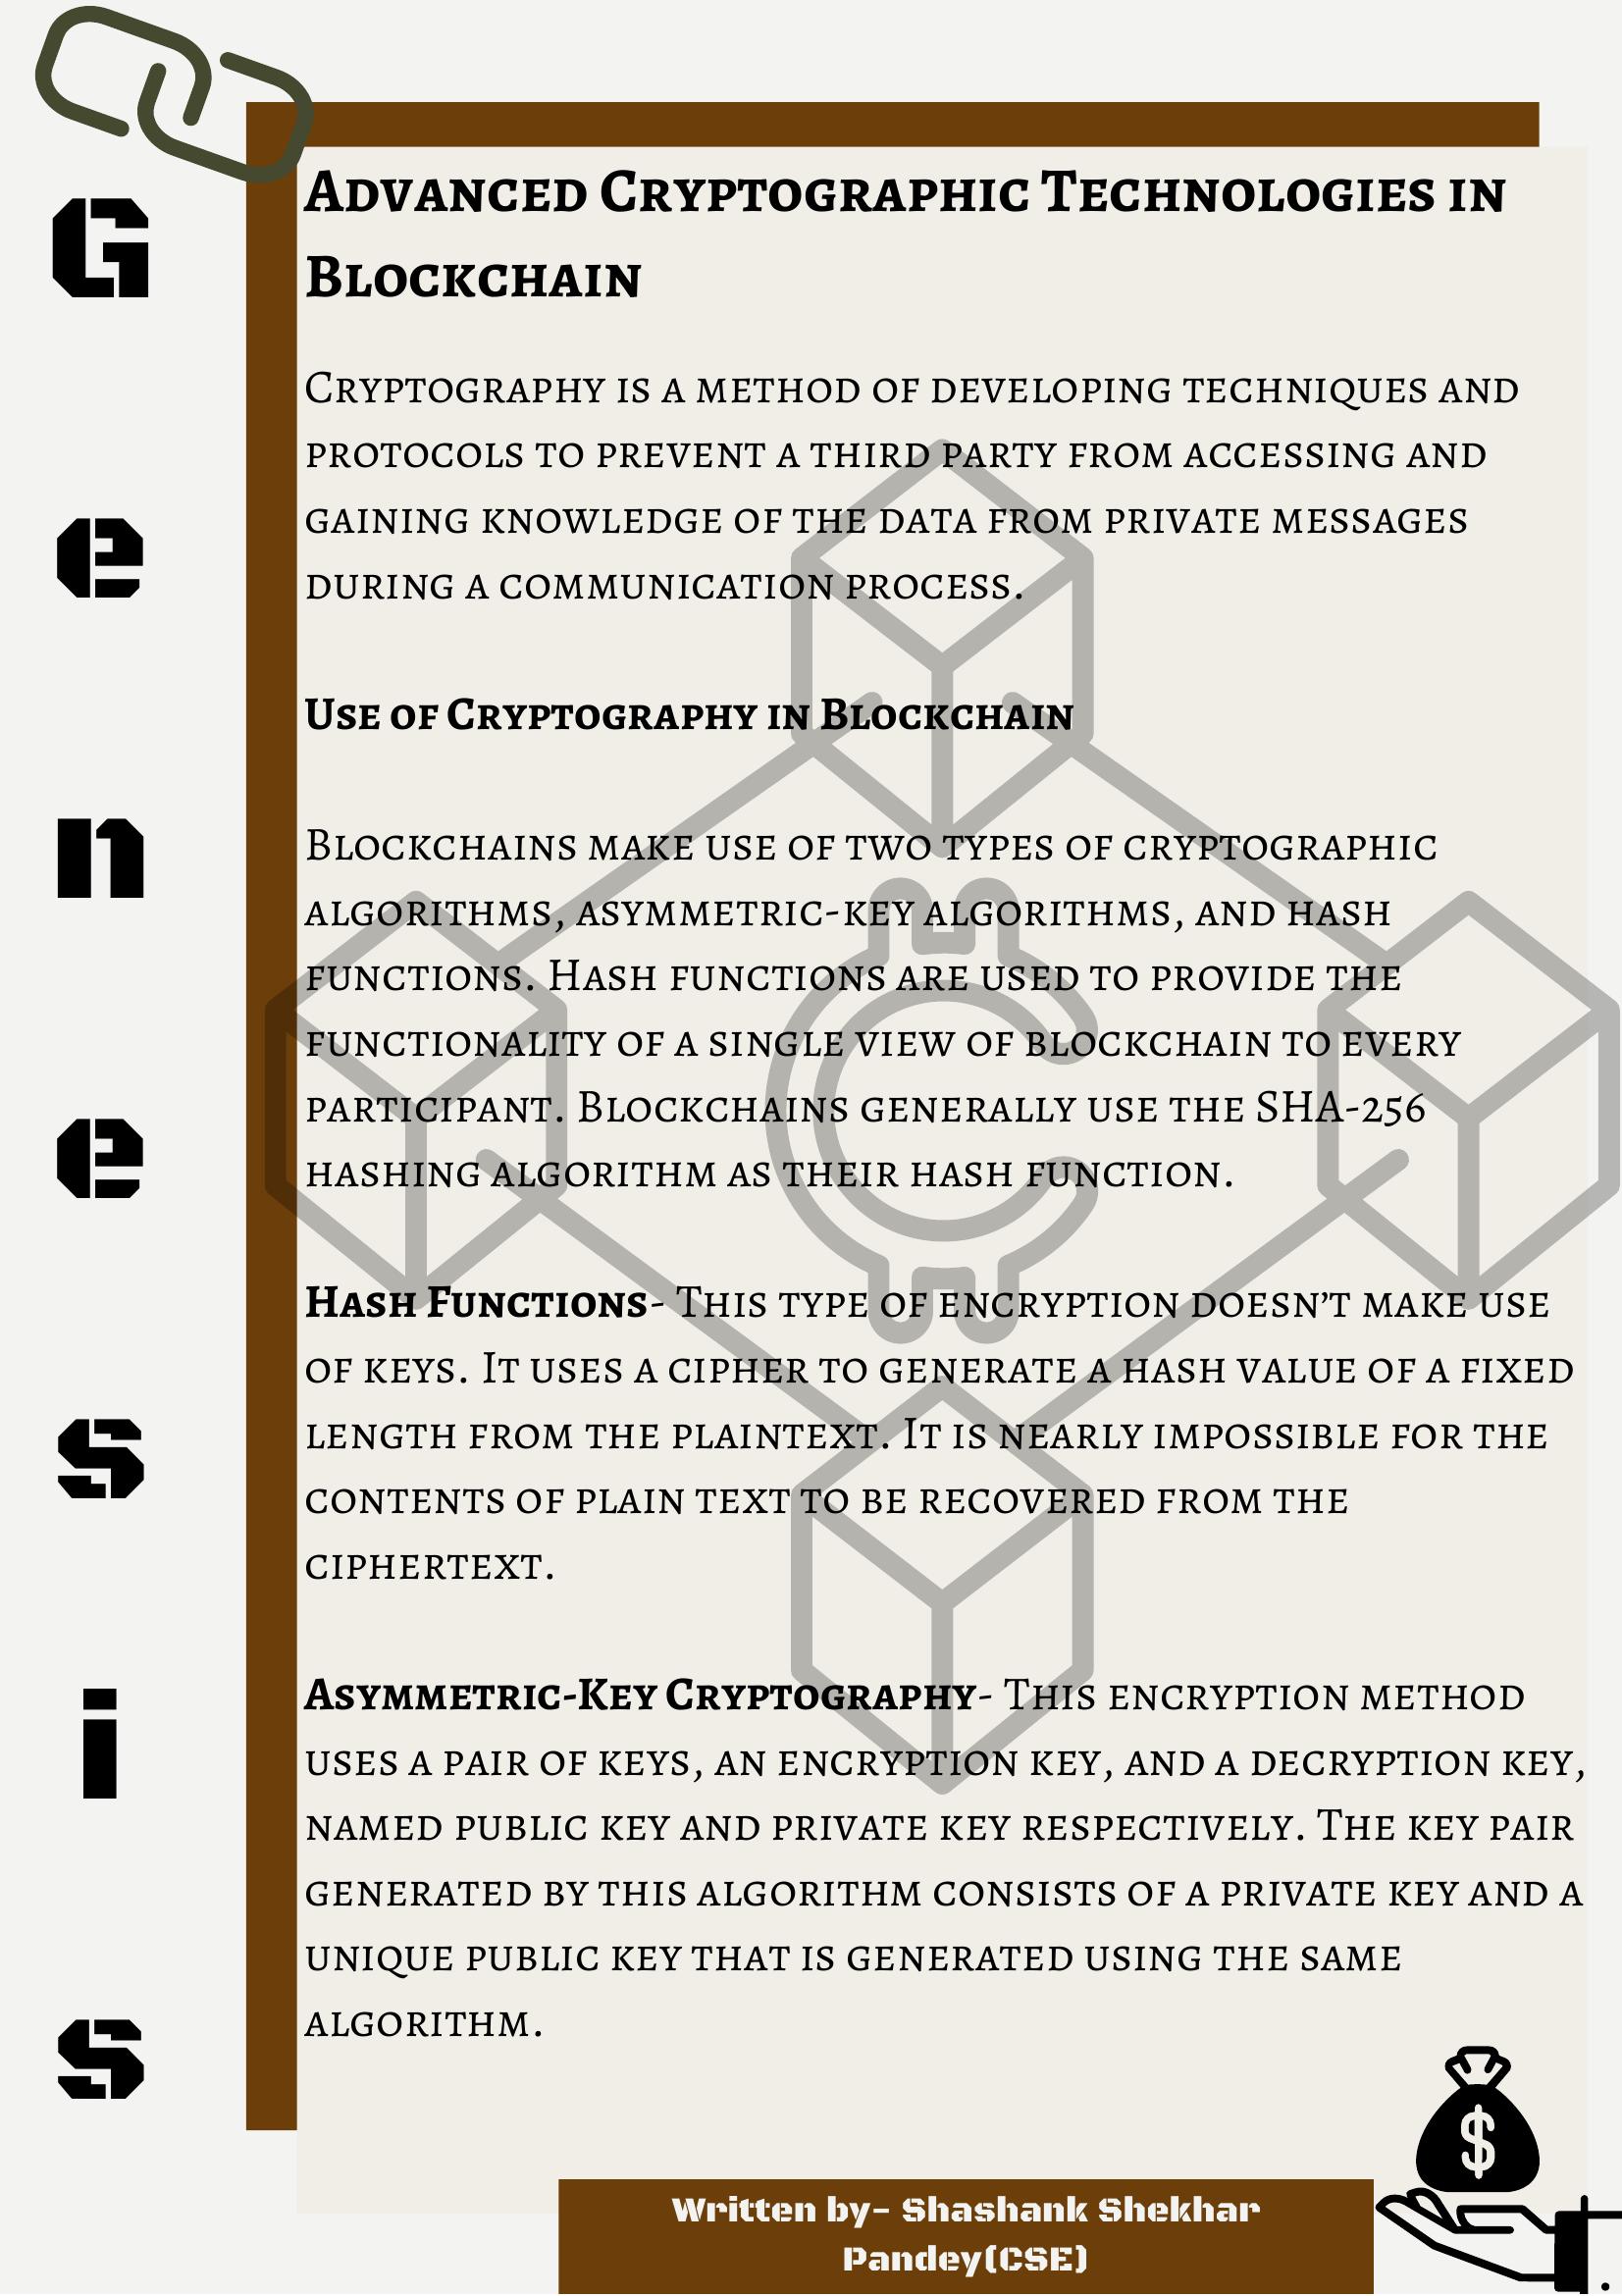 Genesis
Advanced Cryptographic Technologies in
Blockchain
Cryptography is a method of developing techniques and
protocols to prevent a third party from accessing and
gaining knowledge of the data from private messages
during a communication process.
Use of Cryptography in Blockchain
Blockchains make use of two types of cryptographic
algorithms, asymmetric-key algorithms, and hash
functions. Hash functions are used to provide the
functionality of a single view of blockchain to every
participant. Blockchains generally use the SHA-256
hashing algorithm as their hash function.
Hash Functions- This type of encryption doesn’t make use
of keys. It uses a cipher to generate a hash value of a fixed
length from the plaintext. It is nearly impossible for the
contents of plain text to be recovered from the
ciphertext.
Asymmetric-Key Cryptography- This encryption method
uses a pair of keys, an encryption key, and a decryption key,
named public key and private key respectively. The key pair
generated by this algorithm consists of a private key and a
unique public key that is generated using the same
algorithm.
$
Written by- Shashank Shekhar
Pandey(CSE)